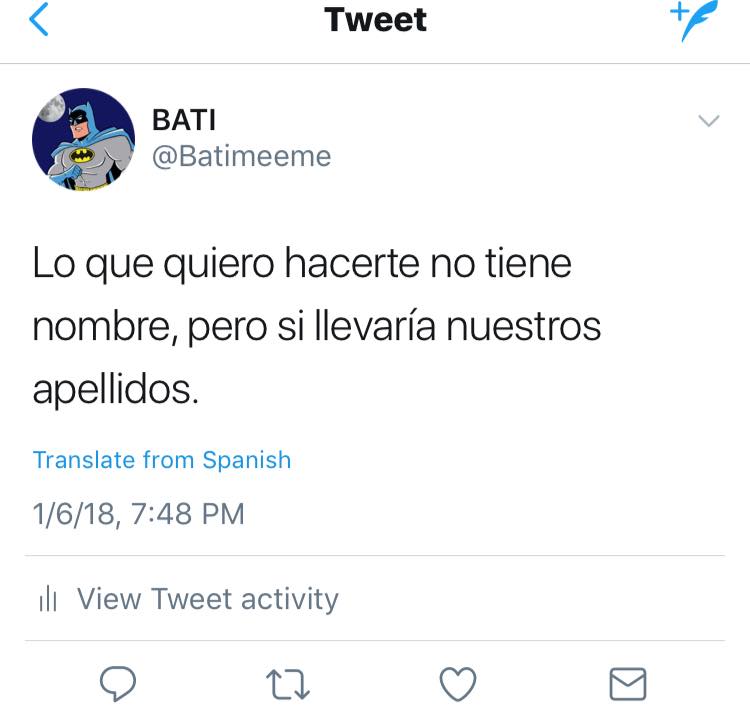 Tweet
BATI
@Batimeeme
Lo que quiero hacerte no tiene
nombre, pero si llevaría nuestros
apellidos.
Translate from Spanish
1/6/18, 7:48 PM
View Tweet activity